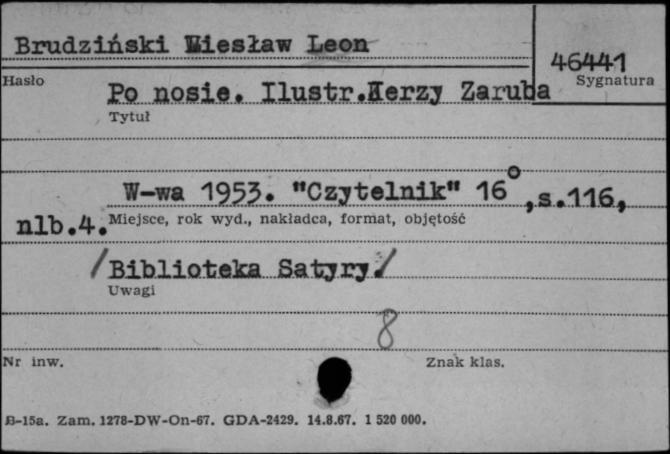 Brudziński Wiesław Leon
46441
Hasło
Sygnatura
Po nosie. Ilustr.Jerzy Zaruba
Tytuł
W-wa 1953. "Czytelnik" 16°,s.116,
nlb.4.
Miejsce, rok wyd., nakładca, format, objętość
/Biblioteka Satyry./
Uwagi
8
Nr inw.
Znak klas.
B-15a. Zam. 1278-DW-On-67. GDA-2429. 14.8.67. 1 520 000.